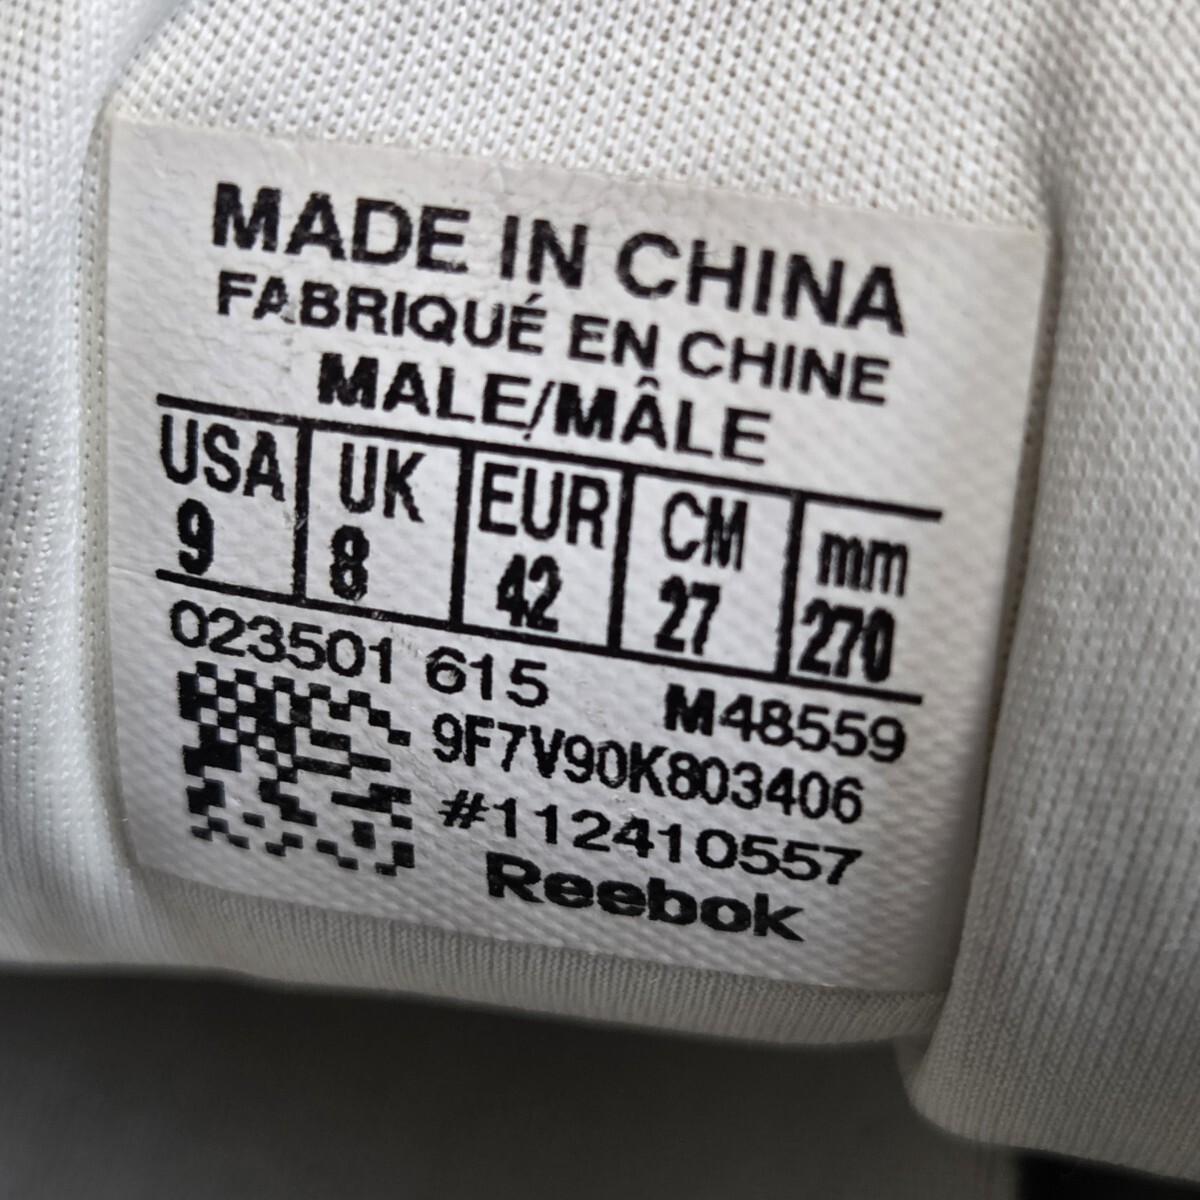 MADE IN CHINA
FABRIQUÉ EN CHINE
MALE/MÂLE
USA UK EUR CM mm
9 8 42 27 270
023501 615 M48559
9F7V90K803406
#112410557
Reebok